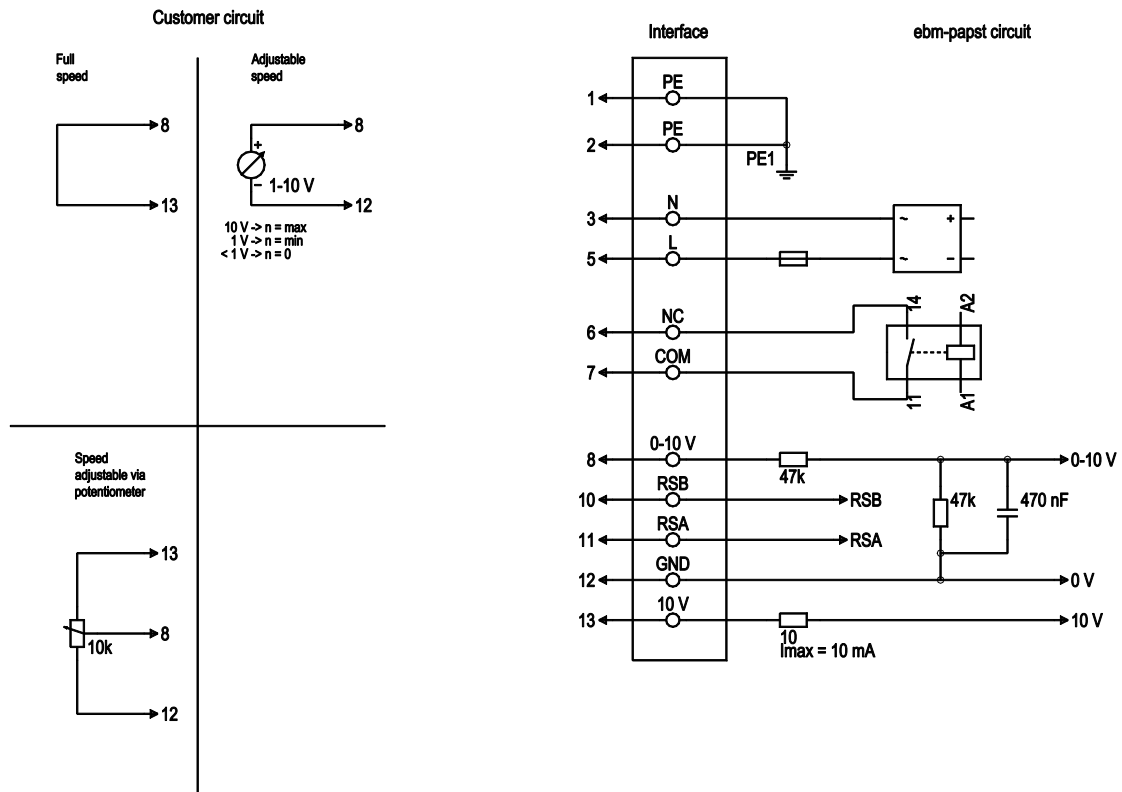 Customer circuit
Full
speed
8
13
Adjustable
speed
8
+
−
1-10 V
12
10 V -> n = max
1 V -> n = min
< 1 V -> n = 0
Speed
adjustable via
potentiometer
13
8
10k
12
Interface
ebm-papst circuit
1
PE
2
PE
PE1
3
N
~
+
5
L
~
−
6
NC
14
A2
7
COM
11
A1
8
0-10 V
47k
0-10 V
10
RSB
RSB
47k
470 nF
11
RSA
RSA
12
GND
0 V
13
10 V
10
Imax = 10 mA
10 V